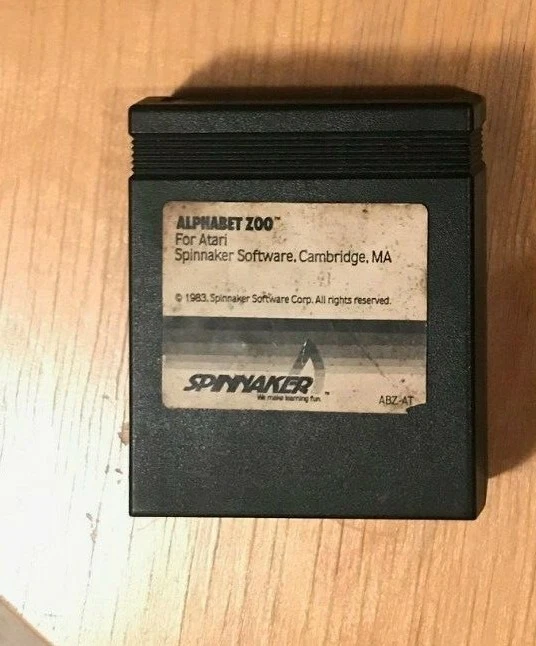 ALPHABET ZOO™
For Atari
Spinnaker Software, Cambridge, MA
© 1983, Spinnaker Software Corp. All rights reserved.
SPINNAKER™
We make learning fun.
ABZ-AT